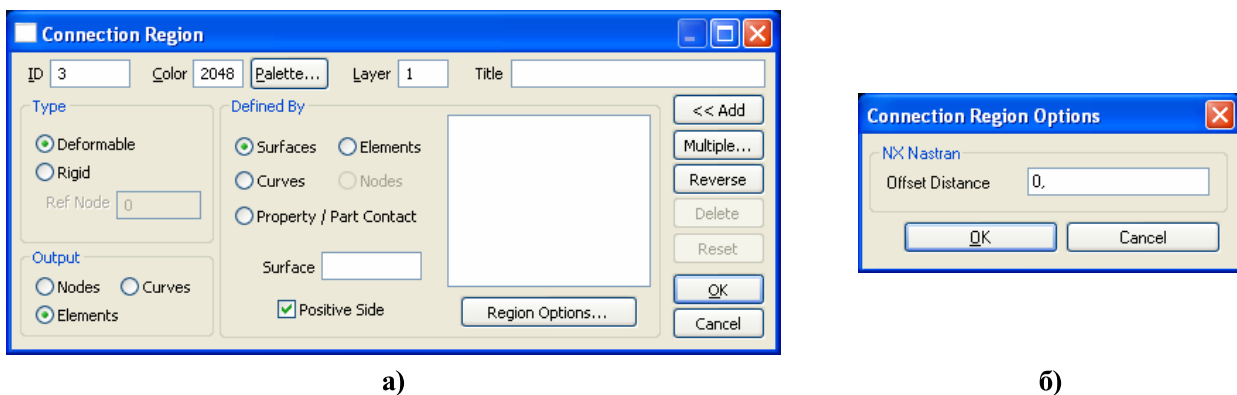 Connection Region
ID 3 Color 2048 Palette... Layer 1 Title
Type
Deformable
Rigid
Ref Node 0
Output
Nodes Curves
Elements
Defined By
Surfaces Elements
Curves Nodes
Property / Part Contact
Surface
Positive Side
Region Options...
<< Add
Multiple...
Reverse
Delete
Reset
OK
Cancel
а)
Connection Region Options
NX Nastran
Offset Distance 0,
OK Cancel
б)